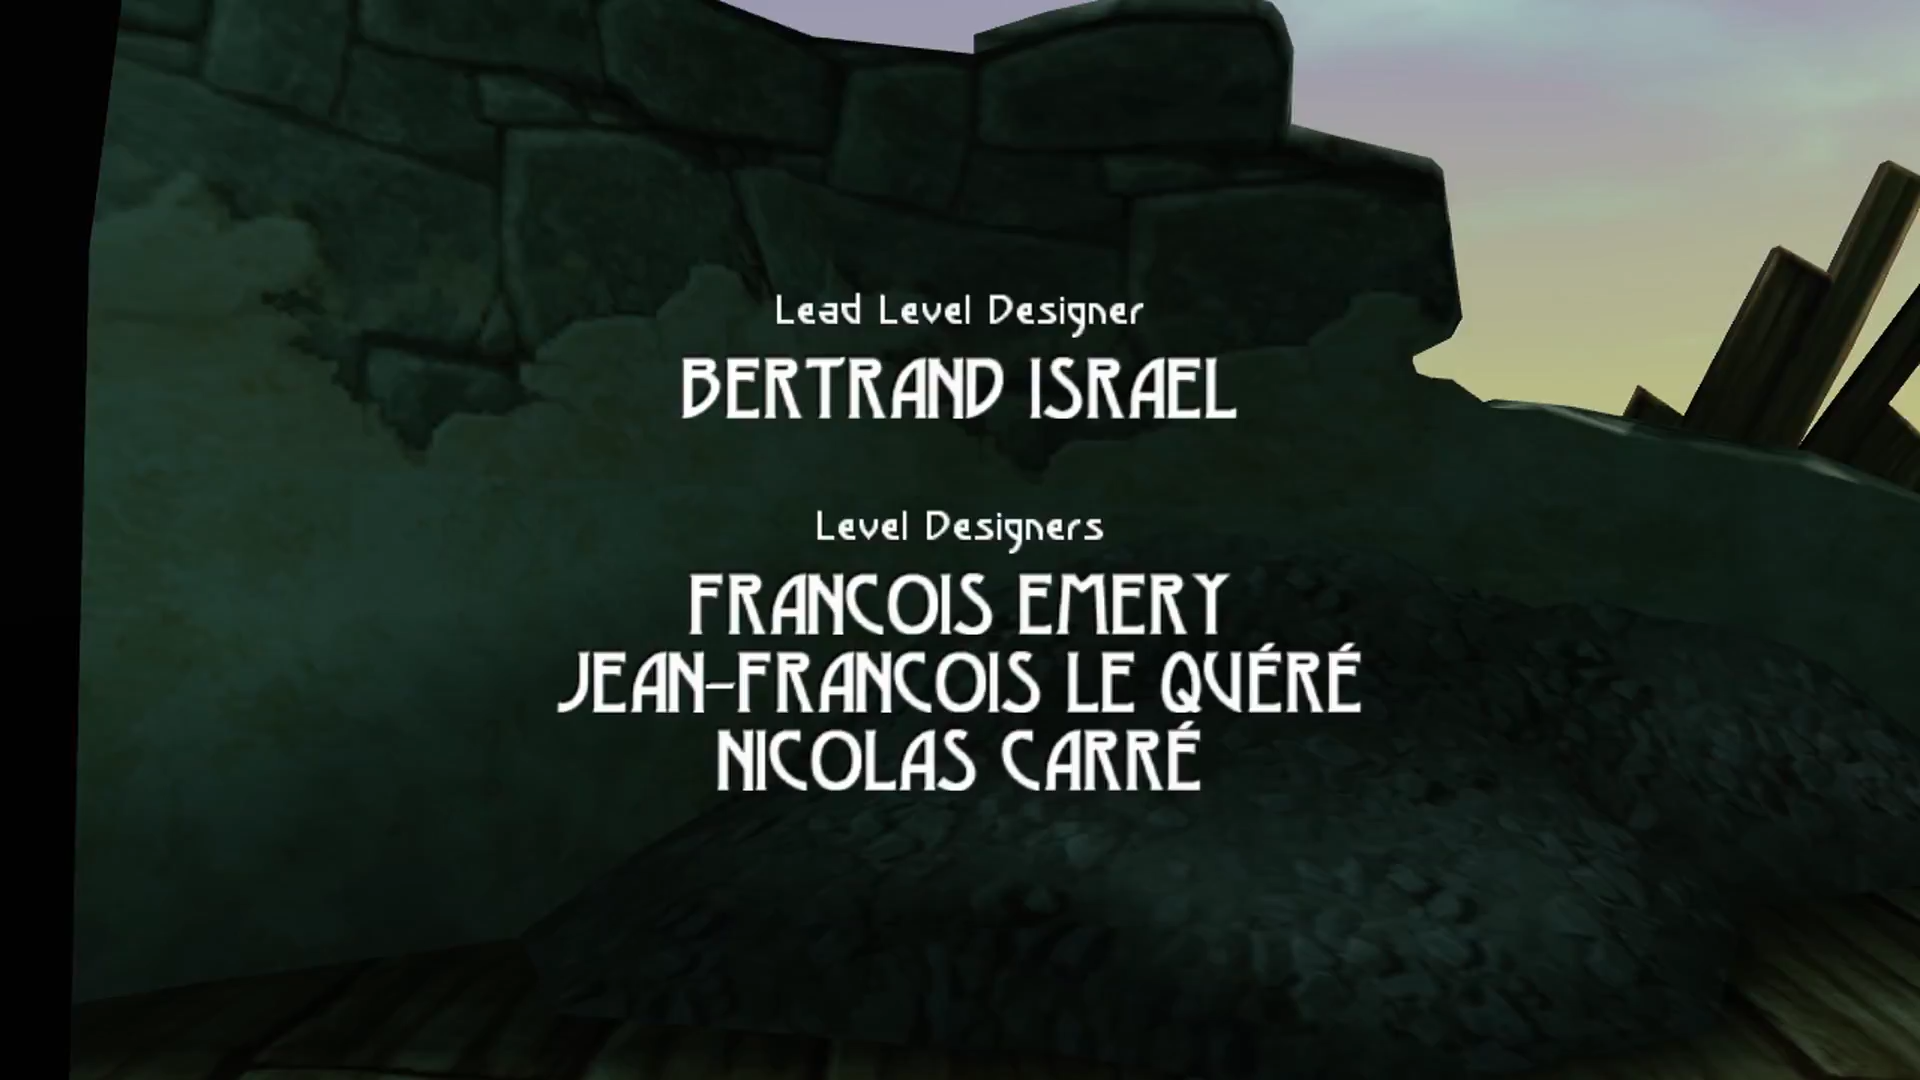 Lead Level Designer
BERTRAND ISRAEL
Level Designers
FRANCOIS EMERY
JEAN-FRANCOIS LE QUÉRÉ
NICOLAS CARRÉ